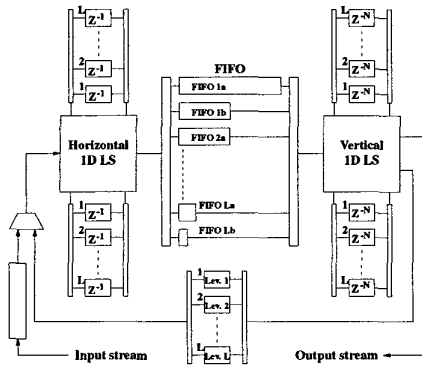 L Z⁻¹
2 Z⁻¹
1 Z⁻¹
Horizontal
1D LS
1 Z⁻¹
2 Z⁻¹
L Z⁻¹
FIFO
FIFO 1a
FIFO 1b
FIFO 2a
FIFO La
FIFO Lb
L Z⁻ᴺ
2 Z⁻ᴺ
1 Z⁻ᴺ
Vertical
1D LS
1 Z⁻ᴺ
2 Z⁻ᴺ
L Z⁻ᴺ
1 Lev. 1
2 Lev. 2
L Lev. L
Input stream
Output stream